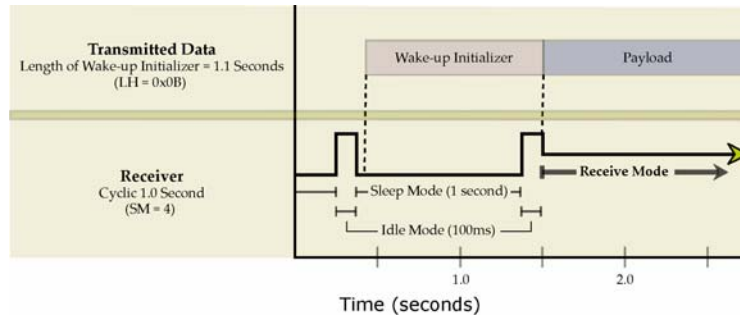 Transmitted Data
Length of Wake-up Initializer = 1.1 Seconds
(LH = 0x0B)
Wake-up Initializer
Payload
Receiver
Cyclic 1.0 Second
(SM = 4)
Sleep Mode (1 second)
Receive Mode
Idle Mode (100ms)
1.0
2.0
Time (seconds)